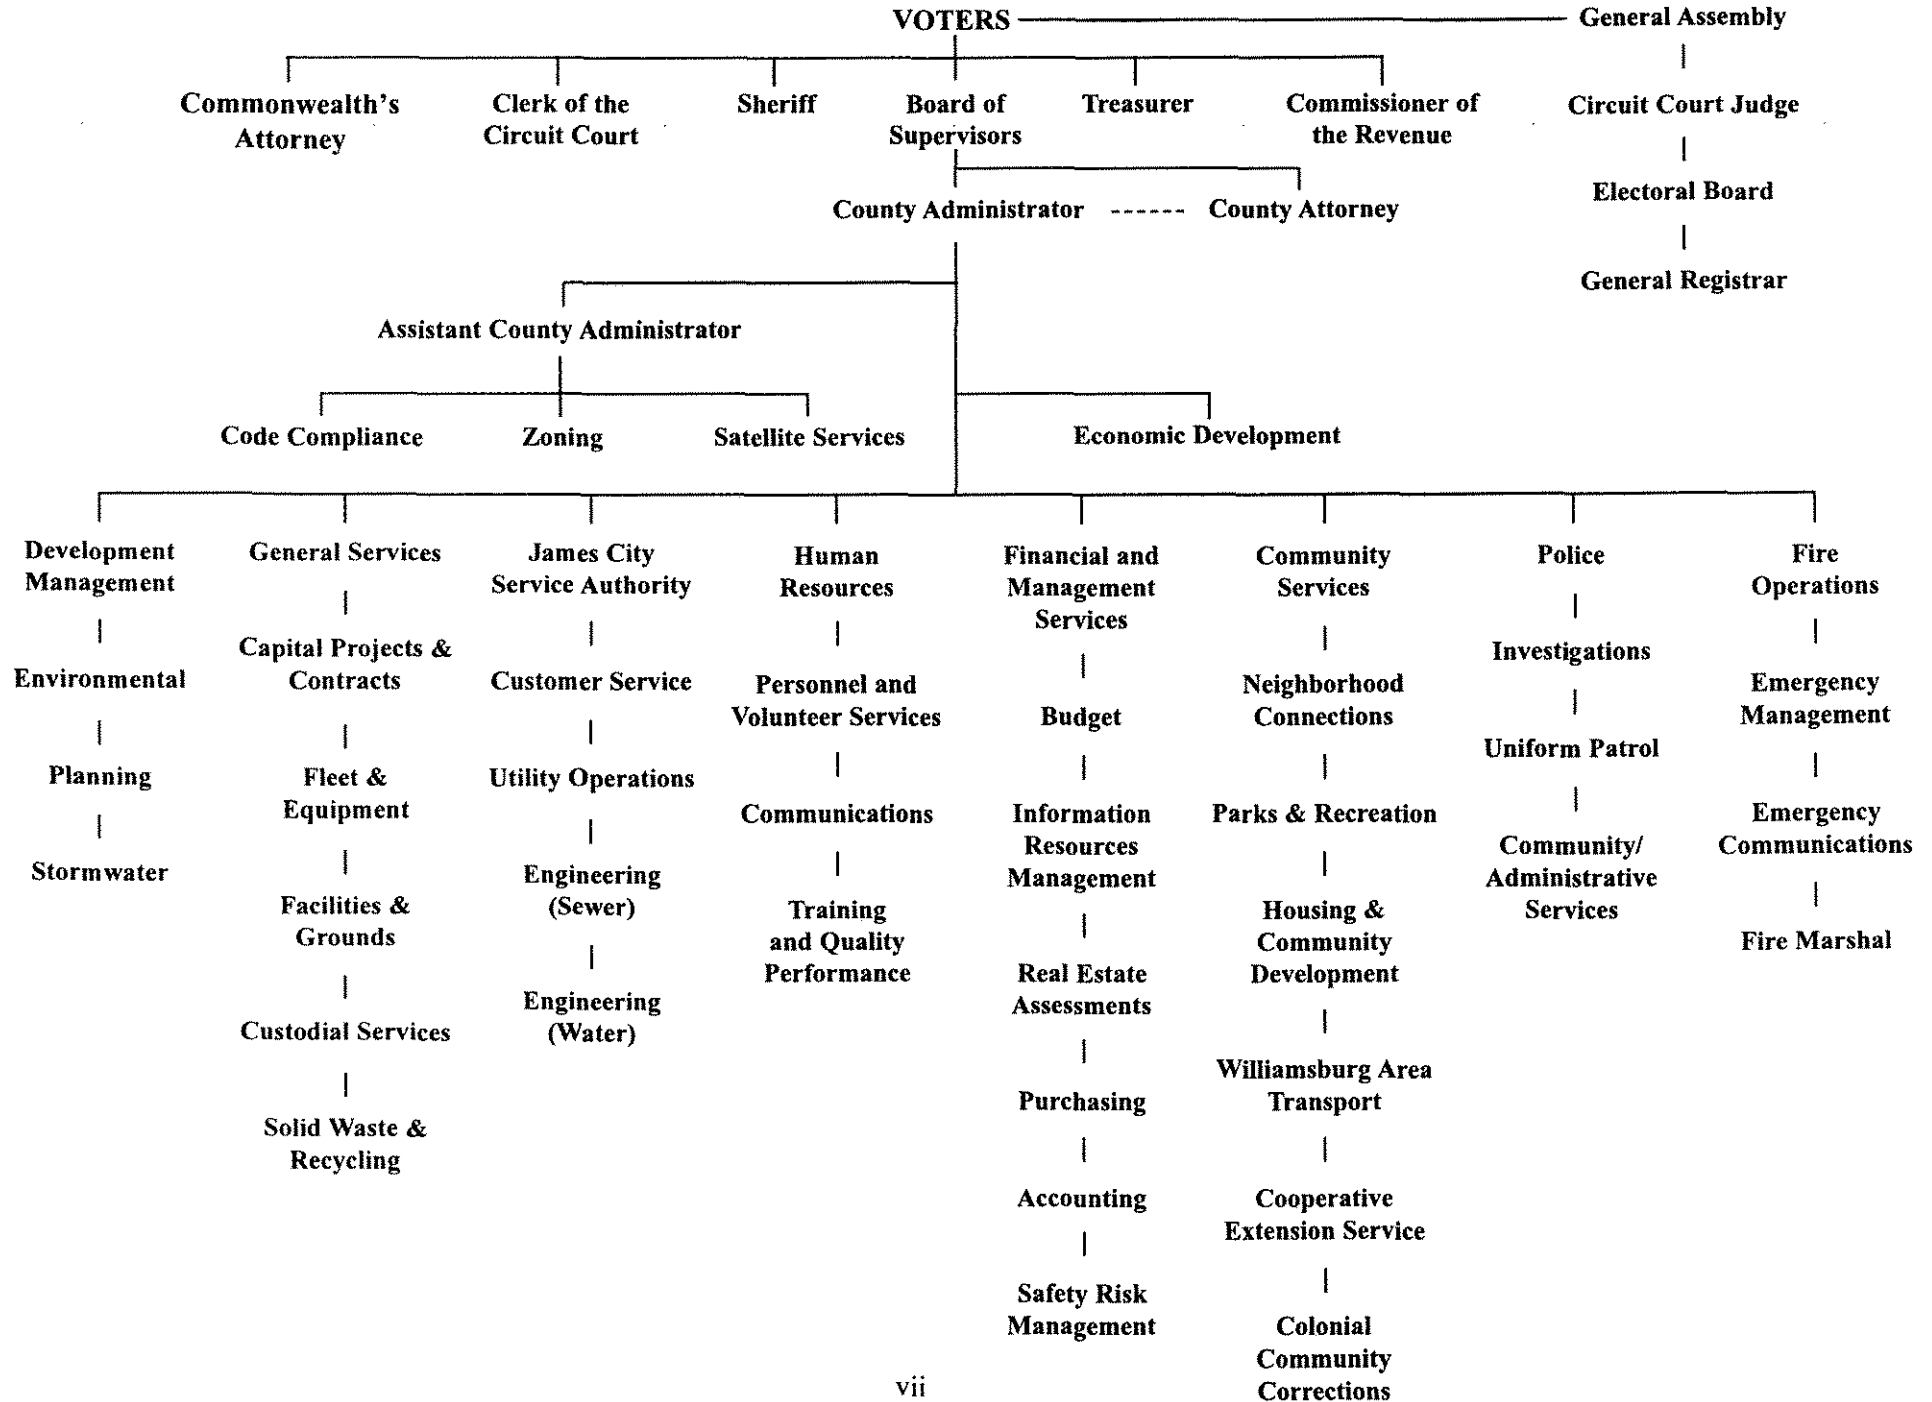 VOTERS
General Assembly
Commonwealth's
Attorney
Clerk of the
Circuit Court
Sheriff
Board of
Supervisors
Treasurer
Commissioner of
the Revenue
Circuit Court Judge
Electoral Board
General Registrar
County Administrator ------ County Attorney
Assistant County Administrator
Code Compliance
Zoning
Satellite Services
Economic Development
Development
Management
Environmental
Planning
Stormwater
General Services
Capital Projects &
Contracts
Fleet &
Equipment
Facilities &
Grounds
Custodial Services
Solid Waste &
Recycling
James City
Service Authority
Customer Service
Utility Operations
Engineering
(Sewer)
Engineering
(Water)
Human
Resources
Personnel and
Volunteer Services
Communications
Training
and Quality
Performance
Financial and
Management
Services
Budget
Information
Resources
Management
Real Estate
Assessments
Purchasing
Accounting
Safety Risk
Management
Community
Services
Neighborhood
Connections
Parks & Recreation
Housing &
Community
Development
Williamsburg Area
Transport
Cooperative
Extension Service
Colonial
Community
Corrections
Police
Investigations
Uniform Patrol
Community/
Administrative
Services
Fire
Operations
Emergency
Management
Emergency
Communications
Fire Marshal
vii